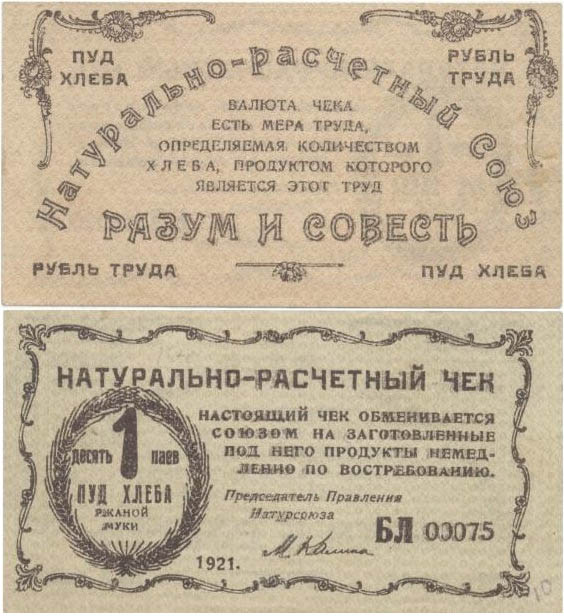 ПУД
ХЛЕБА
РУБЛЬ
ТРУДА
Натурально-расчетный Союз
ВАЛЮТА ЧЕКА
ЕСТЬ МЕРА ТРУДА,
ОПРЕДЕЛЯЕМАЯ КОЛИЧЕСТВОМ
ХЛЕБА, ПРОДУКТОМ КОТОРОГО
ЯВЛЯЕТСЯ ЭТОТ ТРУД
РАЗУМ И СОВЕСТЬ
РУБЛЬ ТРУДА
ПУД ХЛЕБА
НАТУРАЛЬНО-РАСЧЕТНЫЙ ЧЕК
1
десять паев
ПУД ХЛЕБА
РЖАНОЙ
МУКИ
НАСТОЯЩИЙ ЧЕК ОБМЕНИВАЕТСЯ
СОЮЗОМ НА ЗАГОТОВЛЕННЫЕ
ПОД НЕГО ПРОДУКТЫ НЕМЕД-
ЛЕННО ПО ВОСТРЕБОВАНИЮ.
Председатель Правления
Натурсоюза
БЛ 00075
1921.
10